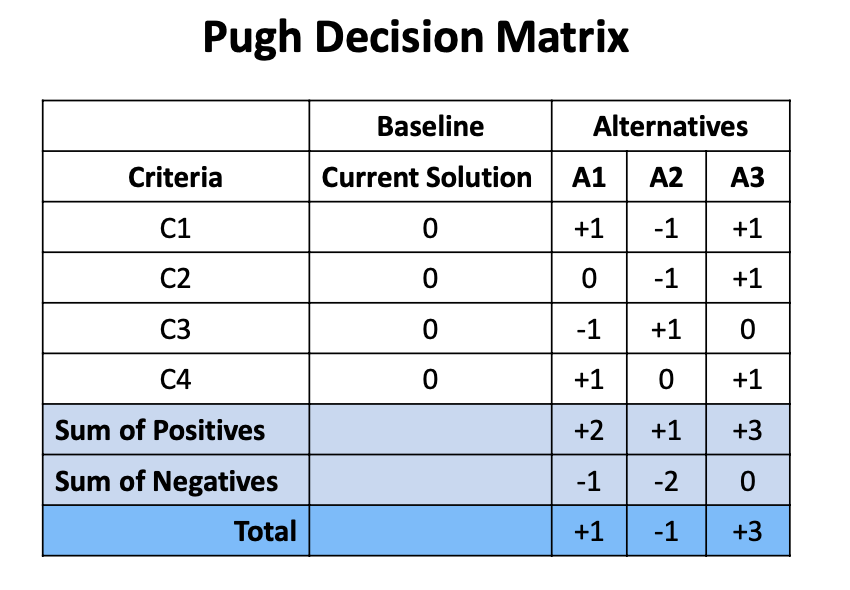 Pugh Decision Matrix
Baseline Alternatives
Criteria Current Solution A1 A2 A3
C1 0 +1 -1 +1
C2 0 0 -1 +1
C3 0 -1 +1 0
C4 0 +1 0 +1
Sum of Positives +2 +1 +3
Sum of Negatives -1 -2 0
Total +1 -1 +3